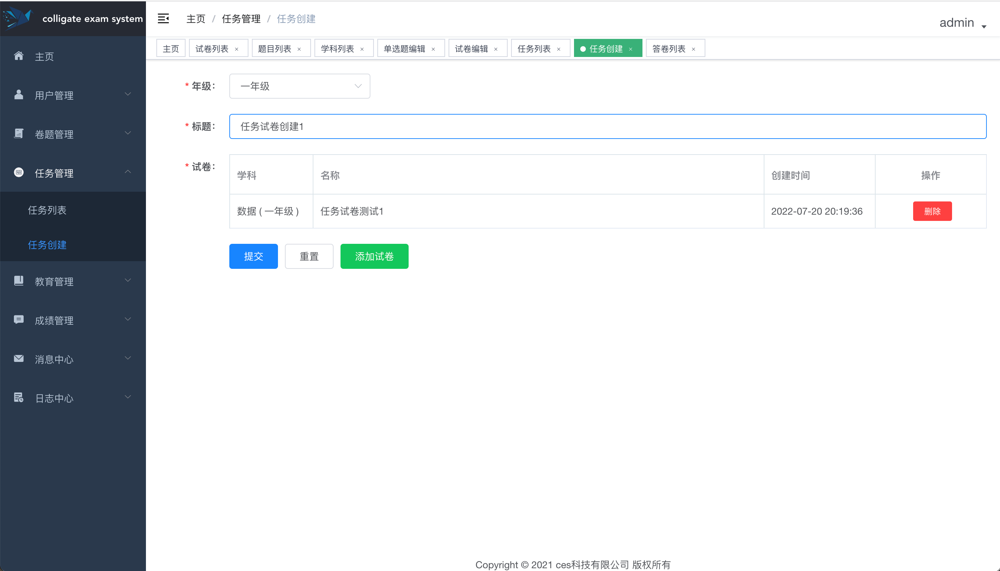 colligate exam system
主页 / 任务管理 / 任务创建
admin
主页 试卷列表 × 题目列表 × 学科列表 × 单选题编辑 × 试卷编辑 × 任务列表 × 任务创建 × 答卷列表 ×
主页
用户管理
卷题管理
任务管理
任务列表
任务创建
教育管理
成绩管理
消息中心
日志中心
* 年级: 一年级
* 标题: 任务试卷创建1
* 试卷:
学科 名称 创建时间 操作
数据 ( 一年级 ) 任务试卷测试1 2022-07-20 20:19:36 删除
提交 重置 添加试卷
Copyright © 2021 ces科技有限公司 版权所有